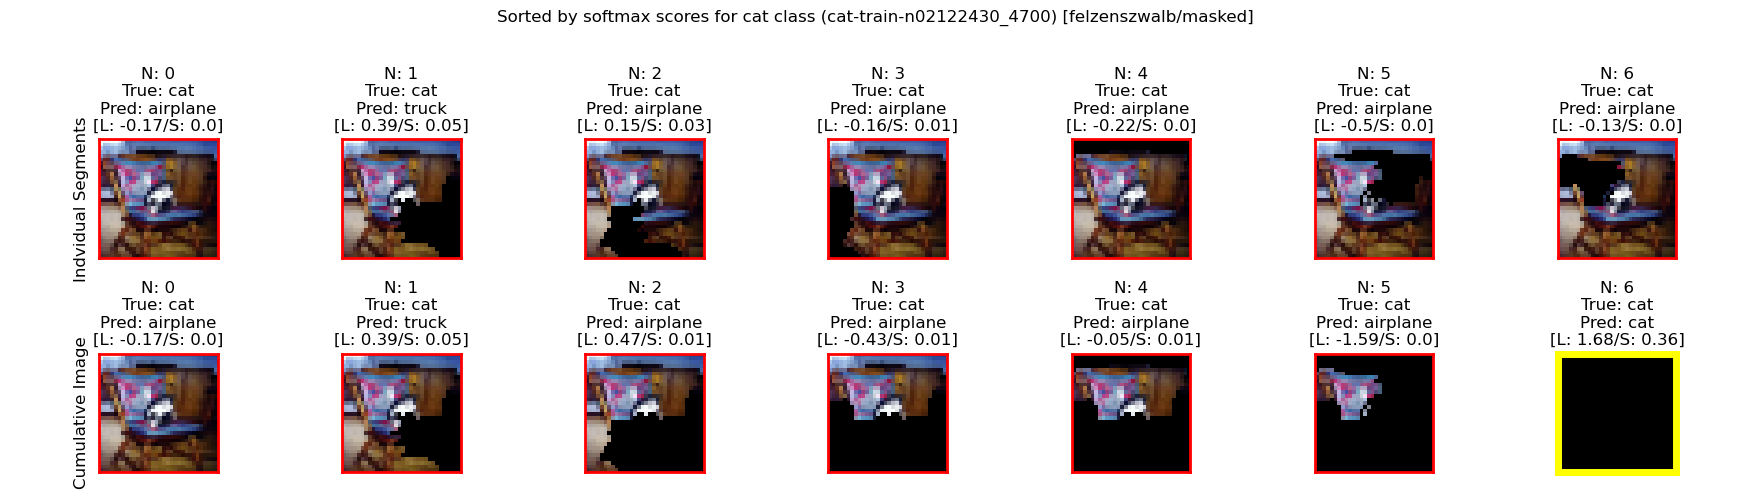 Sorted by softmax scores for cat class (cat-train-n02122430_4700) [felzenszwalb/masked]
Indvidual Segments
N: 0
True: cat
Pred: airplane
[L: -0.17/S: 0.0]
N: 1
True: cat
Pred: truck
[L: 0.39/S: 0.05]
N: 2
True: cat
Pred: airplane
[L: 0.15/S: 0.03]
N: 3
True: cat
Pred: airplane
[L: -0.16/S: 0.01]
N: 4
True: cat
Pred: airplane
[L: -0.22/S: 0.0]
N: 5
True: cat
Pred: airplane
[L: -0.5/S: 0.0]
N: 6
True: cat
Pred: airplane
[L: -0.13/S: 0.0]
Cumulative Image
N: 0
True: cat
Pred: airplane
[L: -0.17/S: 0.0]
N: 1
True: cat
Pred: truck
[L: 0.39/S: 0.05]
N: 2
True: cat
Pred: airplane
[L: 0.47/S: 0.01]
N: 3
True: cat
Pred: airplane
[L: -0.43/S: 0.01]
N: 4
True: cat
Pred: airplane
[L: -0.05/S: 0.01]
N: 5
True: cat
Pred: airplane
[L: -1.59/S: 0.0]
N: 6
True: cat
Pred: cat
[L: 1.68/S: 0.36]